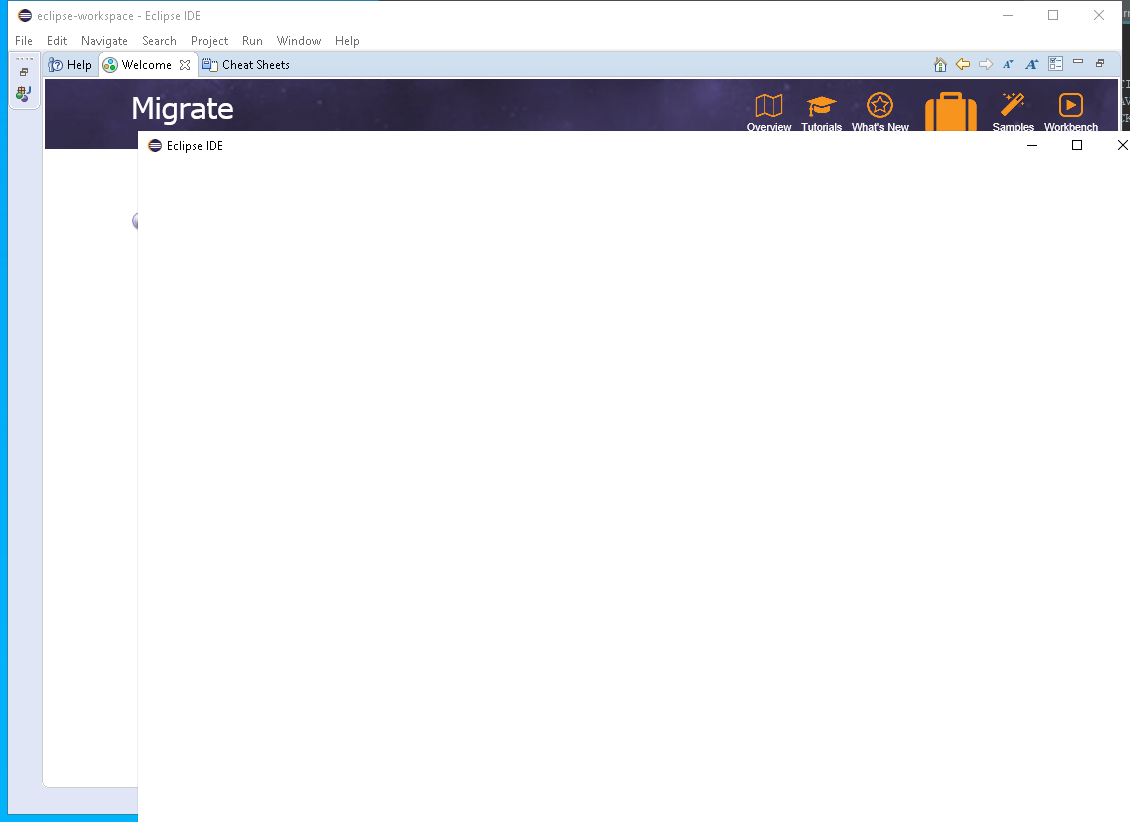 eclipse-workspace - Eclipse IDE
File Edit Navigate Search Project Run Window Help
Help Welcome Cheat Sheets
Migrate
Overview Tutorials What's New Samples Workbench
Eclipse IDE